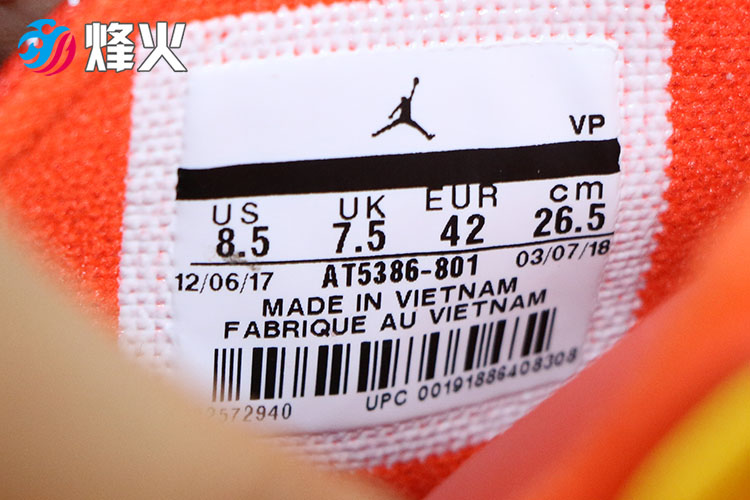 烽火
VP
US UK EUR cm
8.5 7.5 42 26.5
12/06/17 AT5386-801 03/07/18
MADE IN VIETNAM
FABRIQUE AU VIETNAM
2572940 UPC 00191886408308